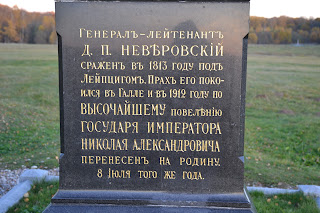 Генералъ-лейтенантъ
Д. П. Невѣровскій
сраженъ въ 1813 году подъ
Лейпцигомъ. Прахъ его поко-
ился въ Галле и въ 1912 году по
ВЫСОЧАЙШЕМУ повелѣнію
ГОСУДАРЯ ИМПЕРАТОРА
НИКОЛАЯ АЛЕКСАНДРОВИЧА
перенесенъ на родину
8 Іюля того же года.